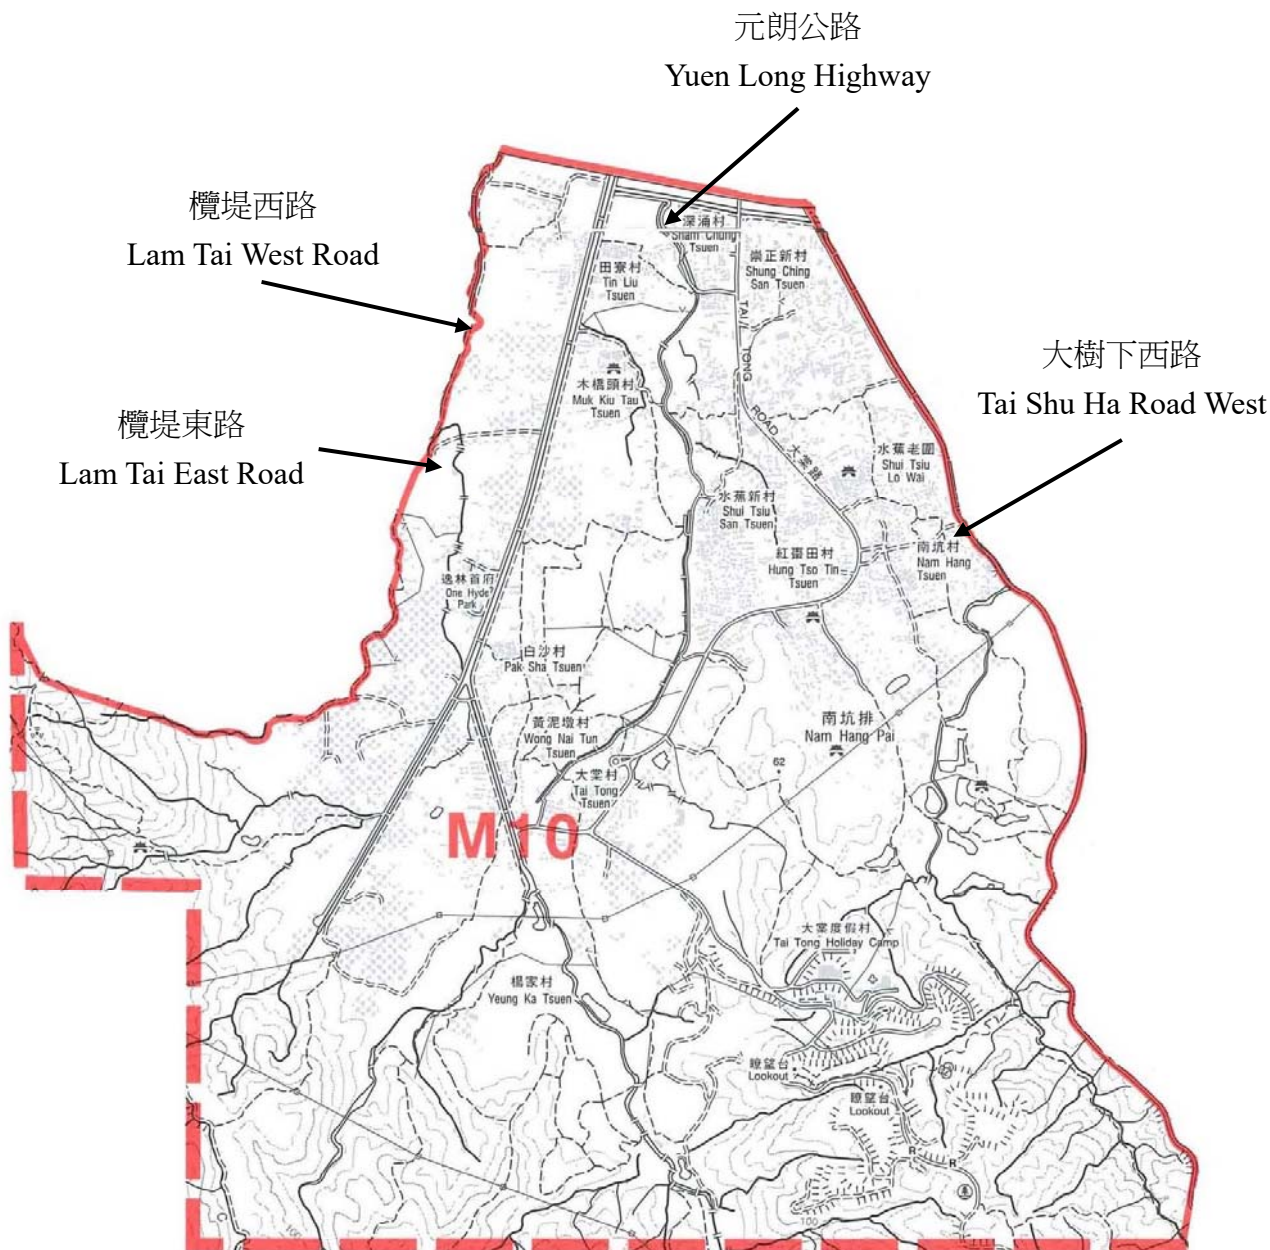 元朗公路
Yuen Long Highway
欖堤西路
Lam Tai West Road
深涌村
Sham Chung
Tsuen
崇正新村
Shung Ching
San Tsuen
田寮村
Tin Liu
Tsuen
TAI TONG ROAD 大棠路
大樹下西路
Tai Shu Ha Road West
木橋頭村
Muk Kiu Tau
Tsuen
欖堤東路
Lam Tai East Road
水蕉老圍
Shui Tsiu
Lo Wai
水蕉新村
Shui Tsiu
San Tsuen
紅棗田村
Hung Tso Tin
Tsuen
南坑村
Nam Hang
Tsuen
逸林首府
One Hyde
Park
白沙村
Pak Sha Tsuen
黃泥墩村
Wong Nai Tun
Tsuen
南坑排
Nam Hang Pai
62
大棠村
Tai Tong
Tsuen
M10
大棠度假村
Tai Tong Holiday Camp
楊家村
Yeung Ka Tsuen
瞭望台
Lookout
瞭望台
Lookout
R
R
100
100